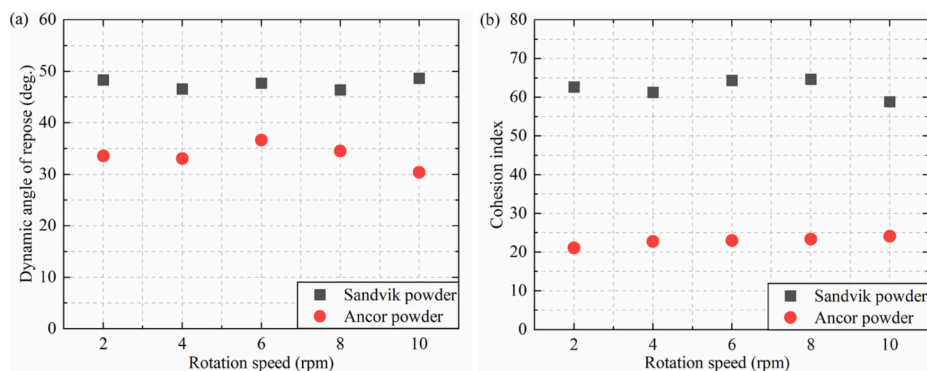 (a)
60
50
40
30
20
10
0
Dynamic angle of repose (deg.)
Sandvik powder
Ancor powder
2 4 6 8 10
Rotation speed (rpm)
(b)
80
70
60
50
40
30
20
10
0
Cohesion index
Sandvik powder
Ancor powder
2 4 6 8 10
Rotation speed (rpm)